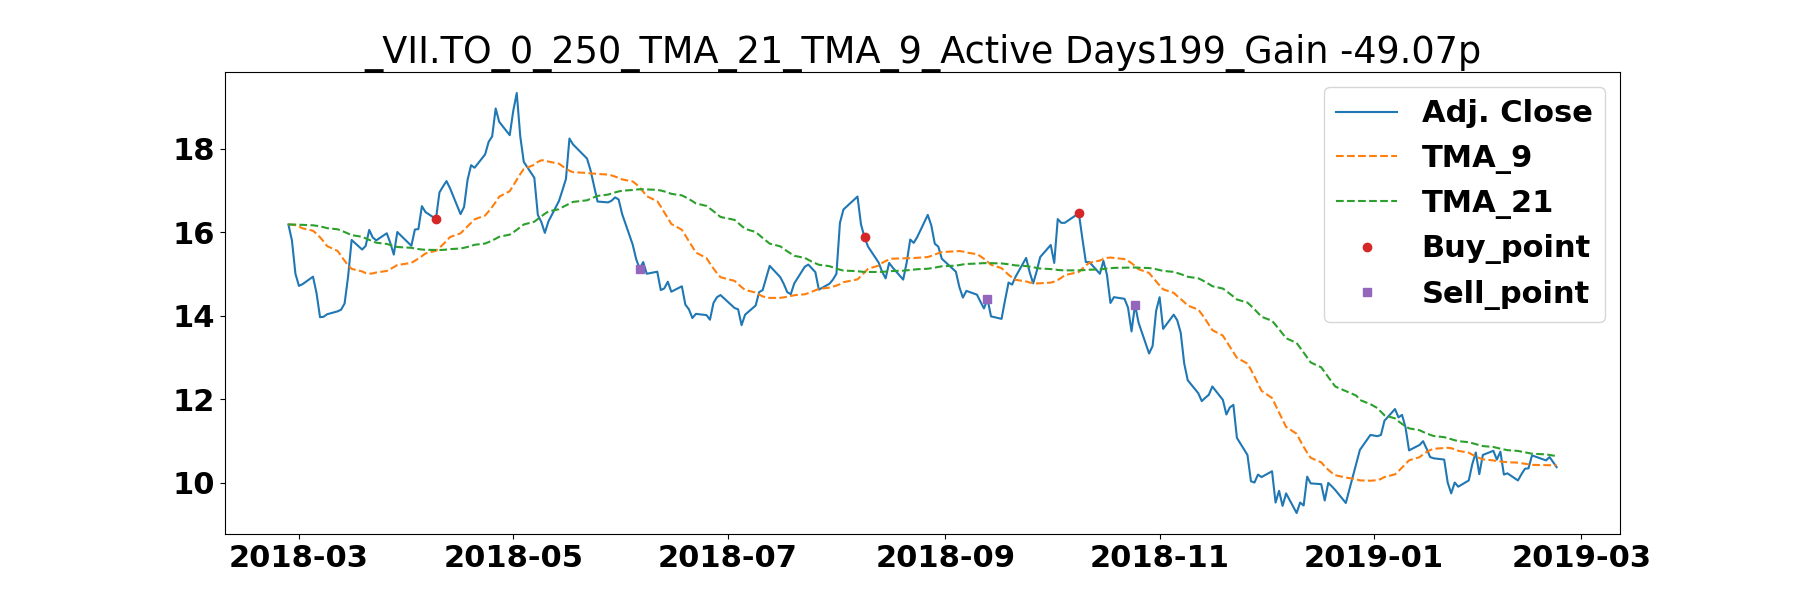 _VII.TO_0_250_TMA_21_TMA_9_Active Days199_Gain -49.07p
Adj. Close
TMA_9
TMA_21
Buy_point
Sell_point
18
16
14
12
10
2018-03 2018-05 2018-07 2018-09 2018-11 2019-01 2019-03